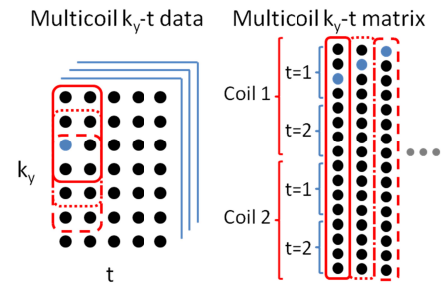 Multicoil ky-t data
ky
t
Multicoil ky-t matrix
Coil 1
t=1
t=2
Coil 2
t=1
t=2